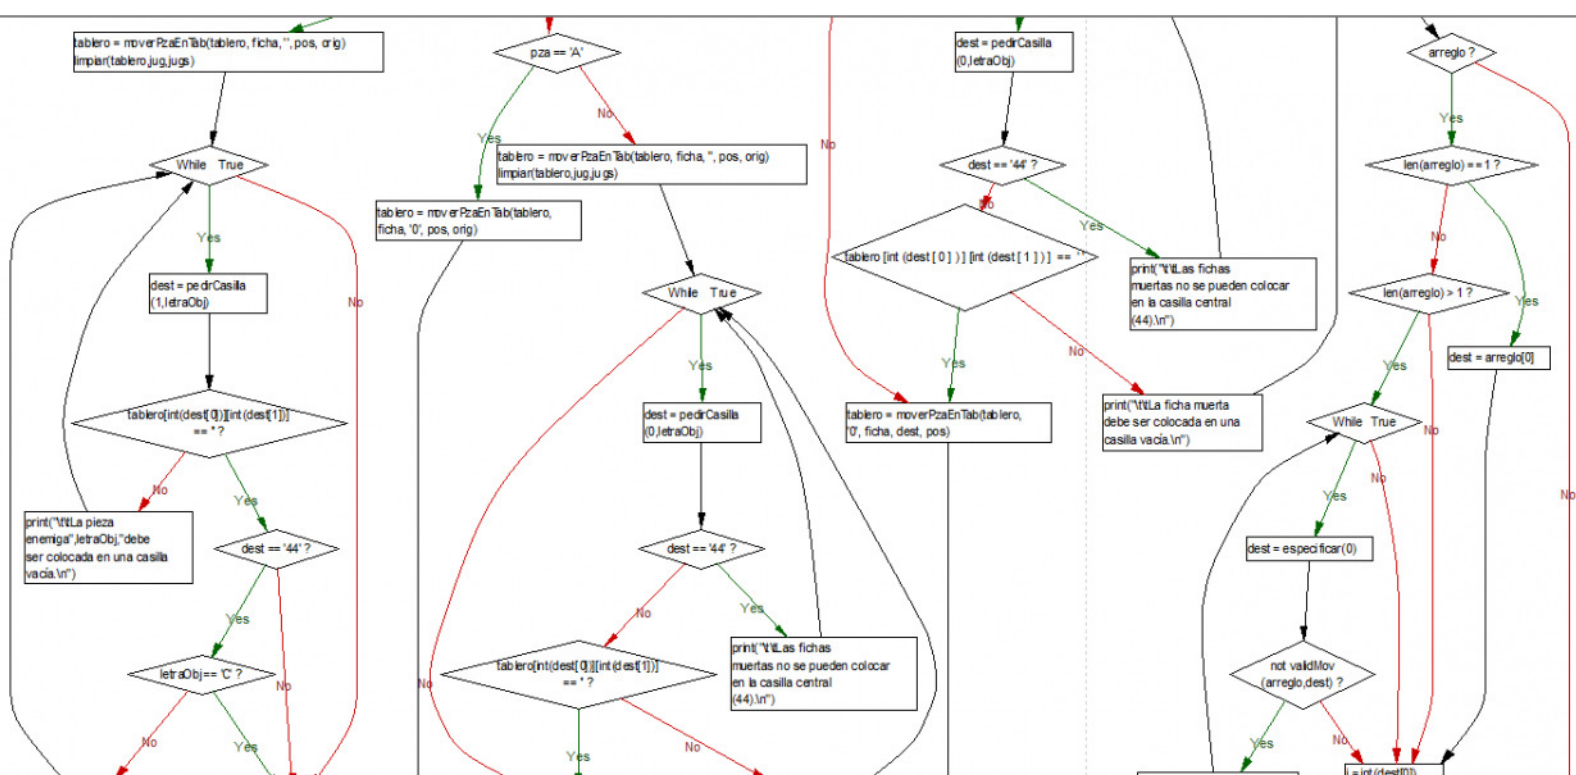 tablero = moverPzaEnTab(tablero, ficha, '', pos, orig)
limpiar(tablero,jug,jugs)
While True
Yes
No
dest = pedirCasilla
(1,letraObj)
tablero[int(dest[0])][int(dest[1])]
== '' ?
No
Yes
print("\t\tLa pieza
enemiga",letraObj,"debe
ser colocada en una casilla
vacía.\n")
dest == '44' ?
Yes
No
letraObj== 'C' ?
No
Yes
pza == 'A'
Yes
No
tablero = moverPzaEnTab(tablero, ficha, '', pos, orig)
limpiar(tablero,jug,jugs)
tablero = moverPzaEnTab(tablero,
ficha, '0', pos, orig)
While True
Yes
No
dest = pedirCasilla
(0,letraObj)
dest == '44' ?
No
Yes
print("\t\tLas fichas
muertas no se pueden colocar
en la casilla central
(44).\n")
tablero[int(dest[0])][int(dest[1])]
== '' ?
Yes
No
dest = pedirCasilla
(0,letraObj)
No
dest == '44' ?
No
Yes
tablero [int (dest [ 0 ] ) ] [int (dest [ 1 ] ) ] == ''
print("\t\tLas fichas
muertas no se pueden colocar
en la casilla central
(44).\n")
Yes
No
tablero = moverPzaEnTab(tablero,
'0', ficha, dest, pos)
print("\t\tLa ficha muerta
debe ser colocada en una
casilla vacía.\n")
arreglo ?
Yes
No
len(arreglo) == 1 ?
No
Yes
len(arreglo) > 1 ?
Yes
No
dest = arreglo[0]
While True
Yes
No
dest = especificar(0)
not validMov
(arreglo,dest) ?
Yes
No
i = int(dest[0])